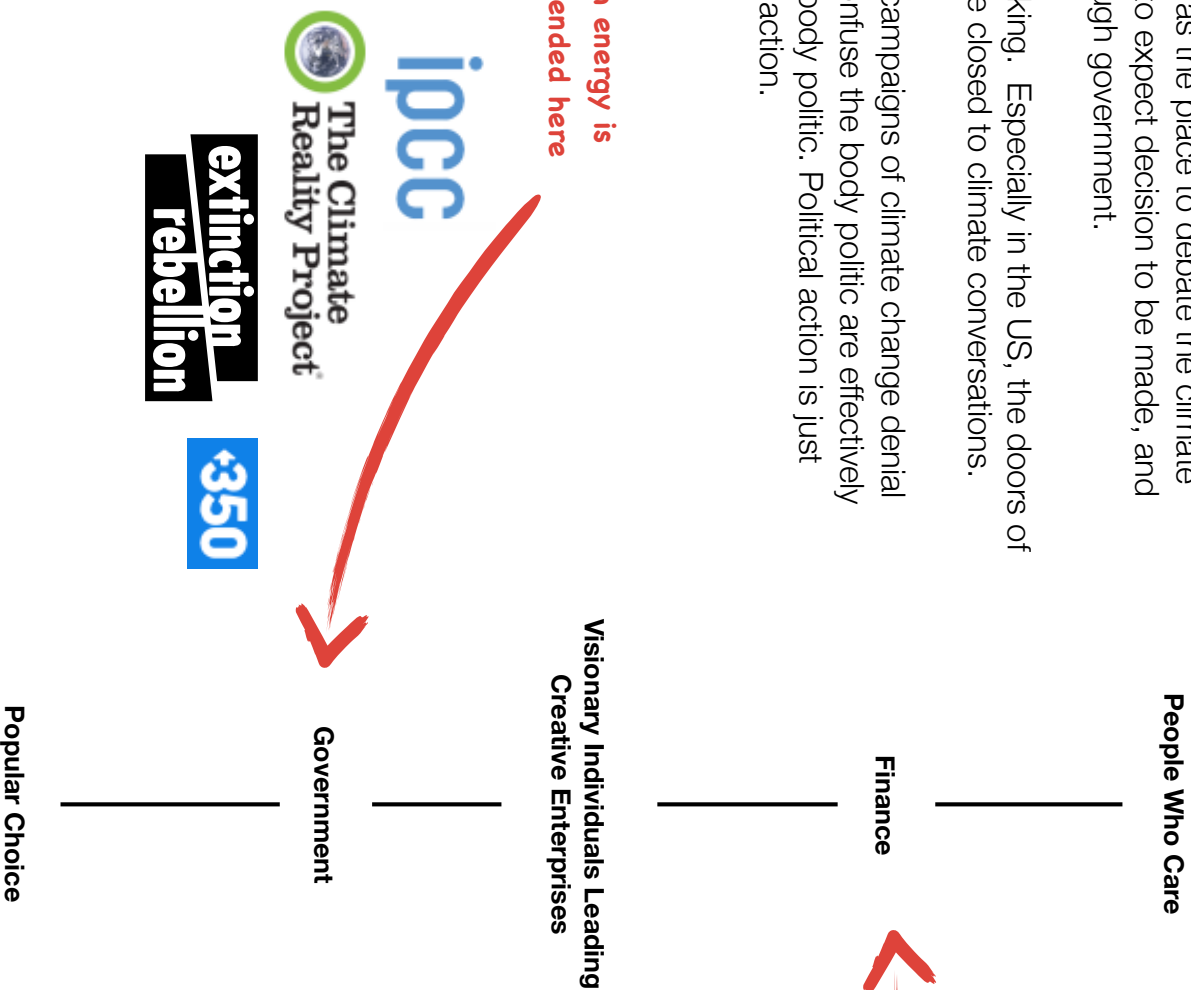 as the place to debate the climate
to expect decision to be made, and
ugh government.
king. Especially in the US, the doors of
e closed to climate conversations.
campaigns of climate change denial
nfuse the body politic are effectively
body politic. Political action is just
action.
n energy is
ended here
ipcc
The Climate
Reality Project
extinction
rebellion
350
People Who Care
Finance
Visionary Individuals Leading
Creative Enterprises
Government
Popular Choice